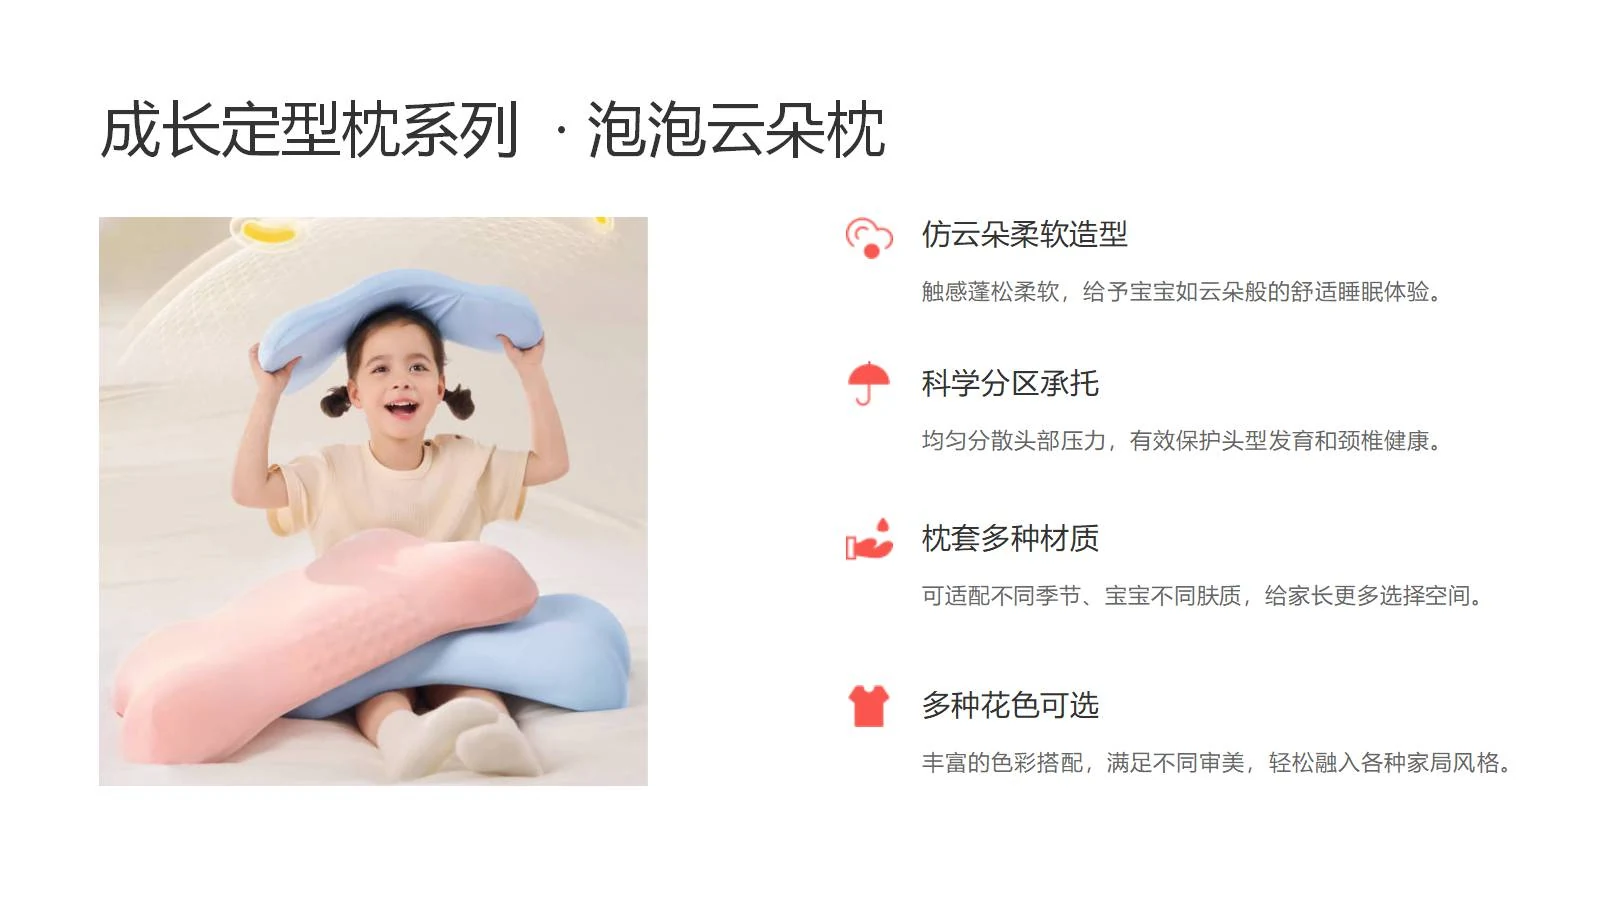 成长定型枕系列 · 泡泡云朵枕
仿云朵柔软造型
触感蓬松柔软，给予宝宝如云朵般的舒适睡眠体验。
科学分区承托
均匀分散头部压力，有效保护头型发育和颈椎健康。
枕套多种材质
可适配不同季节、宝宝不同肤质，给家长更多选择空间。
多种花色可选
丰富的色彩搭配，满足不同审美，轻松融入各种家局风格。